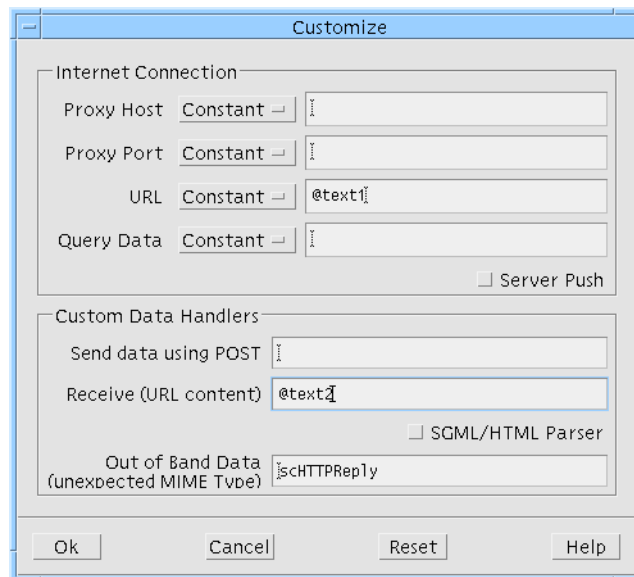 Customize
Internet Connection
Proxy Host Constant
Proxy Port Constant
URL Constant @text1
Query Data Constant
Server Push
Custom Data Handlers
Send data using POST
Receive (URL content) @text2
SGML/HTML Parser
Out of Band Data
(unexpected MIME Type) scHTTPReply
Ok Cancel Reset Help